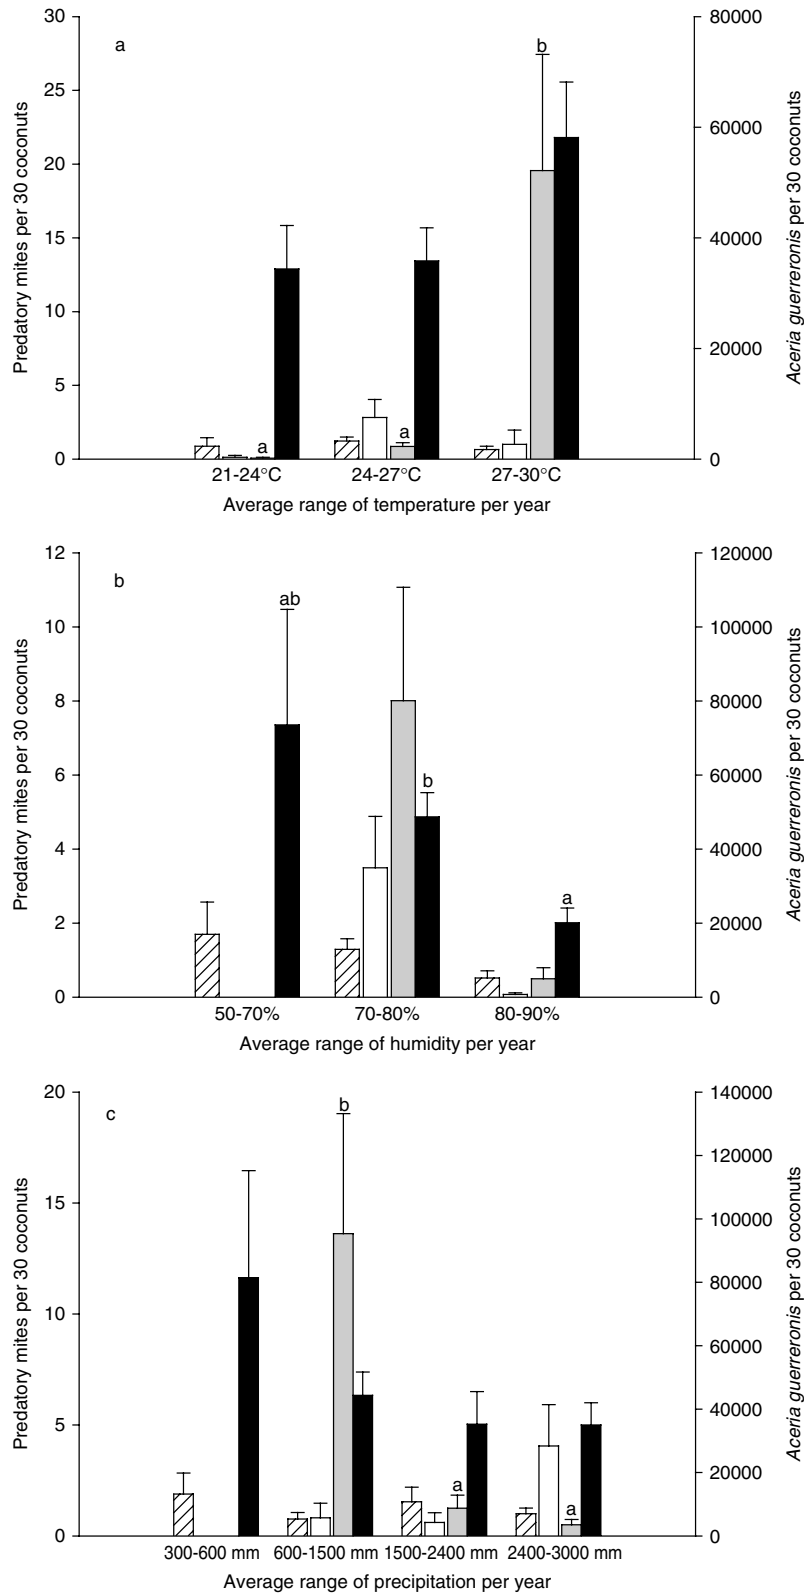 a
30
25
20
15
10
5
0
Predatory mites per 30 coconuts
80000
60000
40000
20000
0
Aceria guerreronis per 30 coconuts
a
a
b
21-24°C
24-27°C
27-30°C
Average range of temperature per year
b
12
10
8
6
4
2
0
Predatory mites per 30 coconuts
120000
100000
80000
60000
40000
20000
0
Aceria guerreronis per 30 coconuts
ab
b
a
50-70%
70-80%
80-90%
Average range of humidity per year
c
20
15
10
5
0
Predatory mites per 30 coconuts
140000
120000
100000
80000
60000
40000
20000
0
Aceria guerreronis per 30 coconuts
b
a
a
300-600 mm
600-1500 mm
1500-2400 mm
2400-3000 mm
Average range of precipitation per year